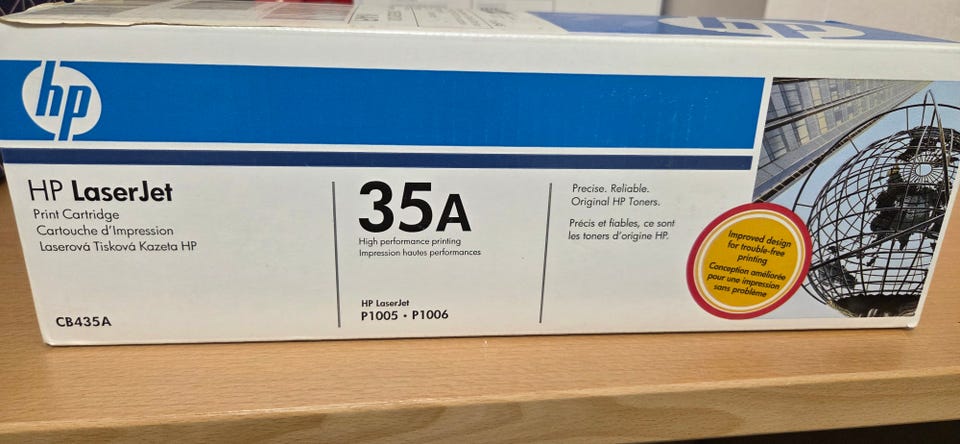 hp
hp
HP LaserJet
Print Cartridge
Cartouche d'Impression
Laserová Tisková Kazeta HP
CB435A
35A
High performance printing
Impression hautes performances
HP LaserJet
P1005 • P1006
Precise. Reliable.
Original HP Toners.
Précis et fiables, ce sont
les toners d'origine HP.
Improved design
for trouble-free
printing
Conception améliorée
pour une impression
sans problème